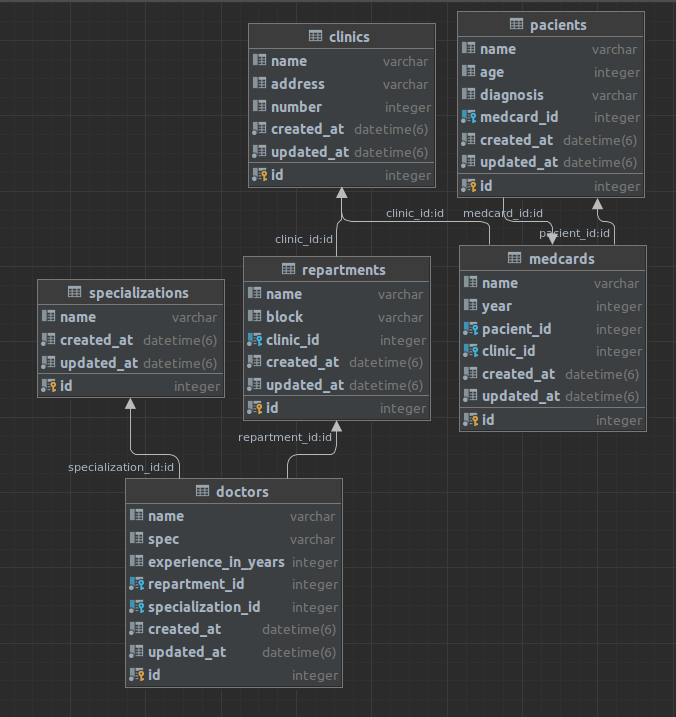 clinics
name varchar
address varchar
number integer
created_at datetime(6)
updated_at datetime(6)
id integer
pacients
name varchar
age integer
diagnosis varchar
medcard_id integer
created_at datetime(6)
updated_at datetime(6)
id integer
clinic_id:id
medcard_id:id
clinic_id:id
pacient_id:id
specializations
name varchar
created_at datetime(6)
updated_at datetime(6)
id integer
repartments
name varchar
block varchar
clinic_id integer
created_at datetime(6)
updated_at datetime(6)
id integer
medcards
name varchar
year integer
pacient_id integer
clinic_id integer
created_at datetime(6)
updated_at datetime(6)
id integer
repartment_id:id
specialization_id:id
doctors
name varchar
spec varchar
experience_in_years integer
repartment_id integer
specialization_id integer
created_at datetime(6)
updated_at datetime(6)
id integer